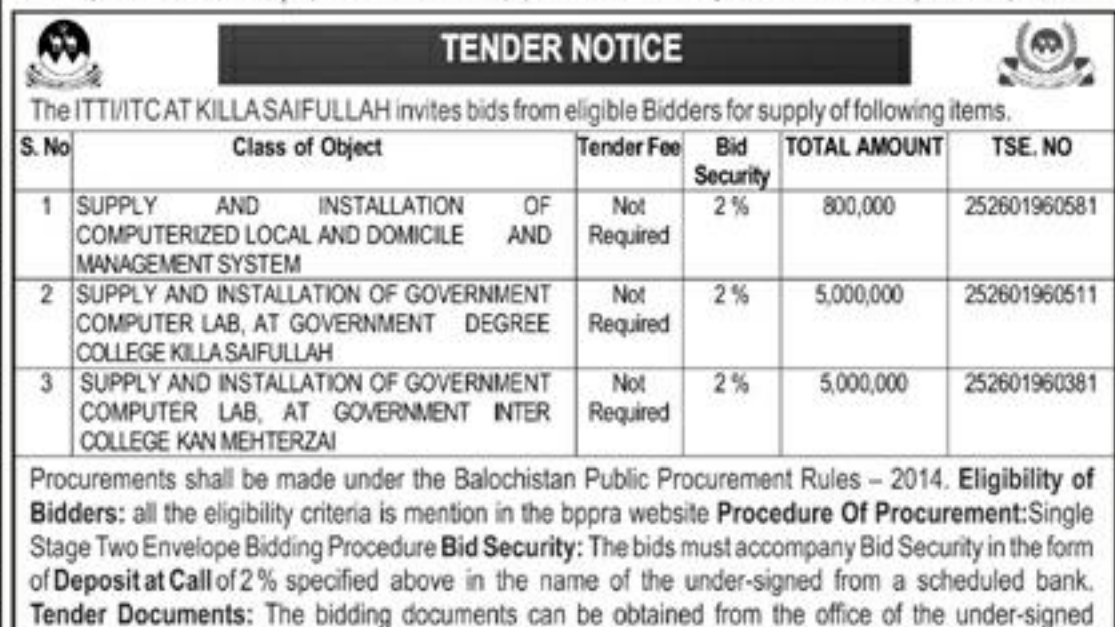 TENDER NOTICE
The ITTI/ITC AT KILLA SAIFULLAH invites bids from eligible Bidders for supply of following items.
S. No Class of Object Tender Fee Bid Security TOTAL AMOUNT TSE. NO
1 SUPPLY AND INSTALLATION OF Not 2 % 800,000 252601960581
COMPUTERIZED LOCAL AND DOMICILE AND Required
MANAGEMENT SYSTEM
2 SUPPLY AND INSTALLATION OF GOVERNMENT Not 2 % 5,000,000 252601960511
COMPUTER LAB, AT GOVERNMENT DEGREE Required
COLLEGE KILLA SAIFULLAH
3 SUPPLY AND INSTALLATION OF GOVERNMENT Not 2 % 5,000,000 252601960381
COMPUTER LAB, AT GOVERNMENT INTER Required
COLLEGE KAN MEHTERZAI
Procurements shall be made under the Balochistan Public Procurement Rules – 2014. Eligibility of
Bidders: all the eligibility criteria is mention in the bppra website Procedure Of Procurement:Single
Stage Two Envelope Bidding Procedure Bid Security: The bids must accompany Bid Security in the form
of Deposit at Call of 2 % specified above in the name of the under-signed from a scheduled bank.
Tender Documents: The bidding documents can be obtained from the office of the under-signed